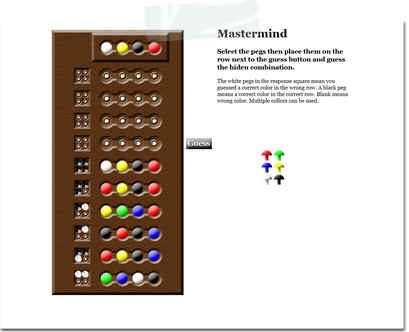 Mastermind
Select the pegs then place them on the
row next to the guess button and guess
the hiden combination.
The white pegs in the response square mean you
guessed a correct color in the wrong row. A black peg
means a correct color in the correct row. Blank means
wrong color. Multiple collors can be used.
Guess